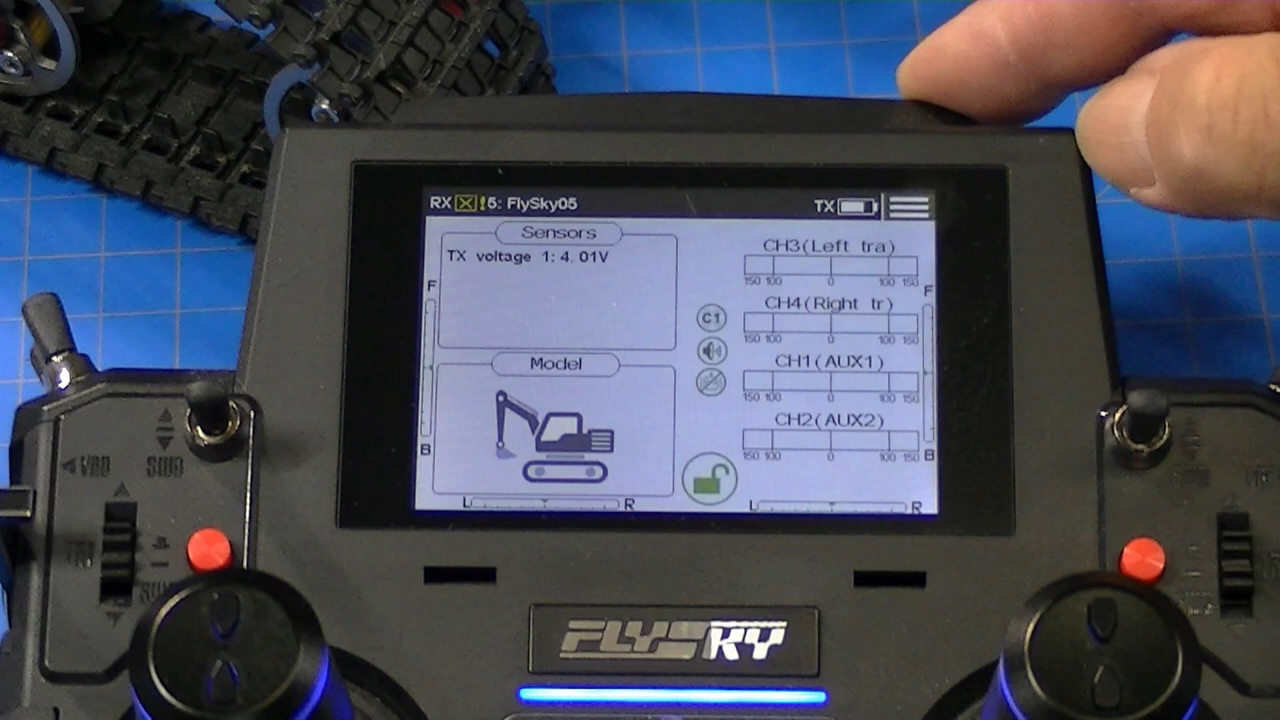 RX !5: FlySky05
TX
Sensors
TX voltage 1: 4.01V
Model
F
B
L R
C1
CH3(Left tra)
150 100 0 100 150
CH4(Right tr)
150 100 0 100 150
CH1(AUX1)
150 100 0 100 150
CH2(AUX2)
150 100 0 100 150
F
B
L R
VRB
SWD
FLYSKY